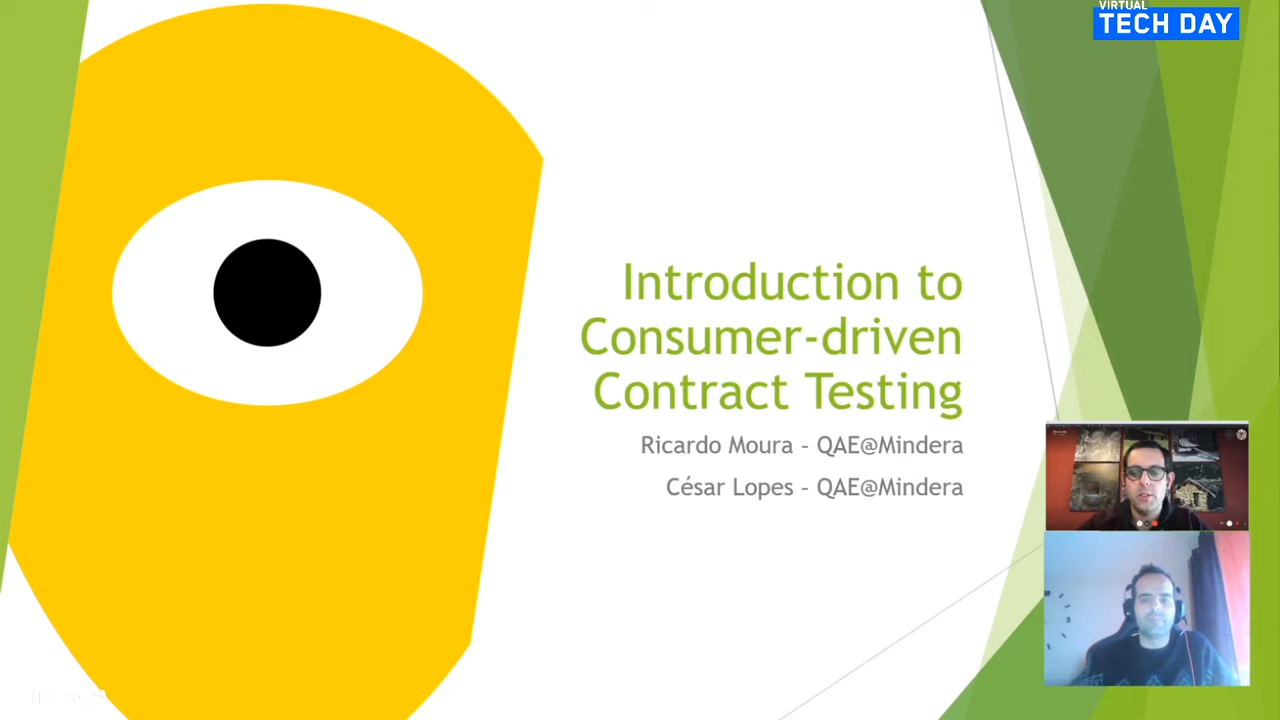 VIRTUAL
TECH DAY
Introduction to
Consumer-driven
Contract Testing
Ricardo Moura – QAE@Mindera
César Lopes – QAE@Mindera